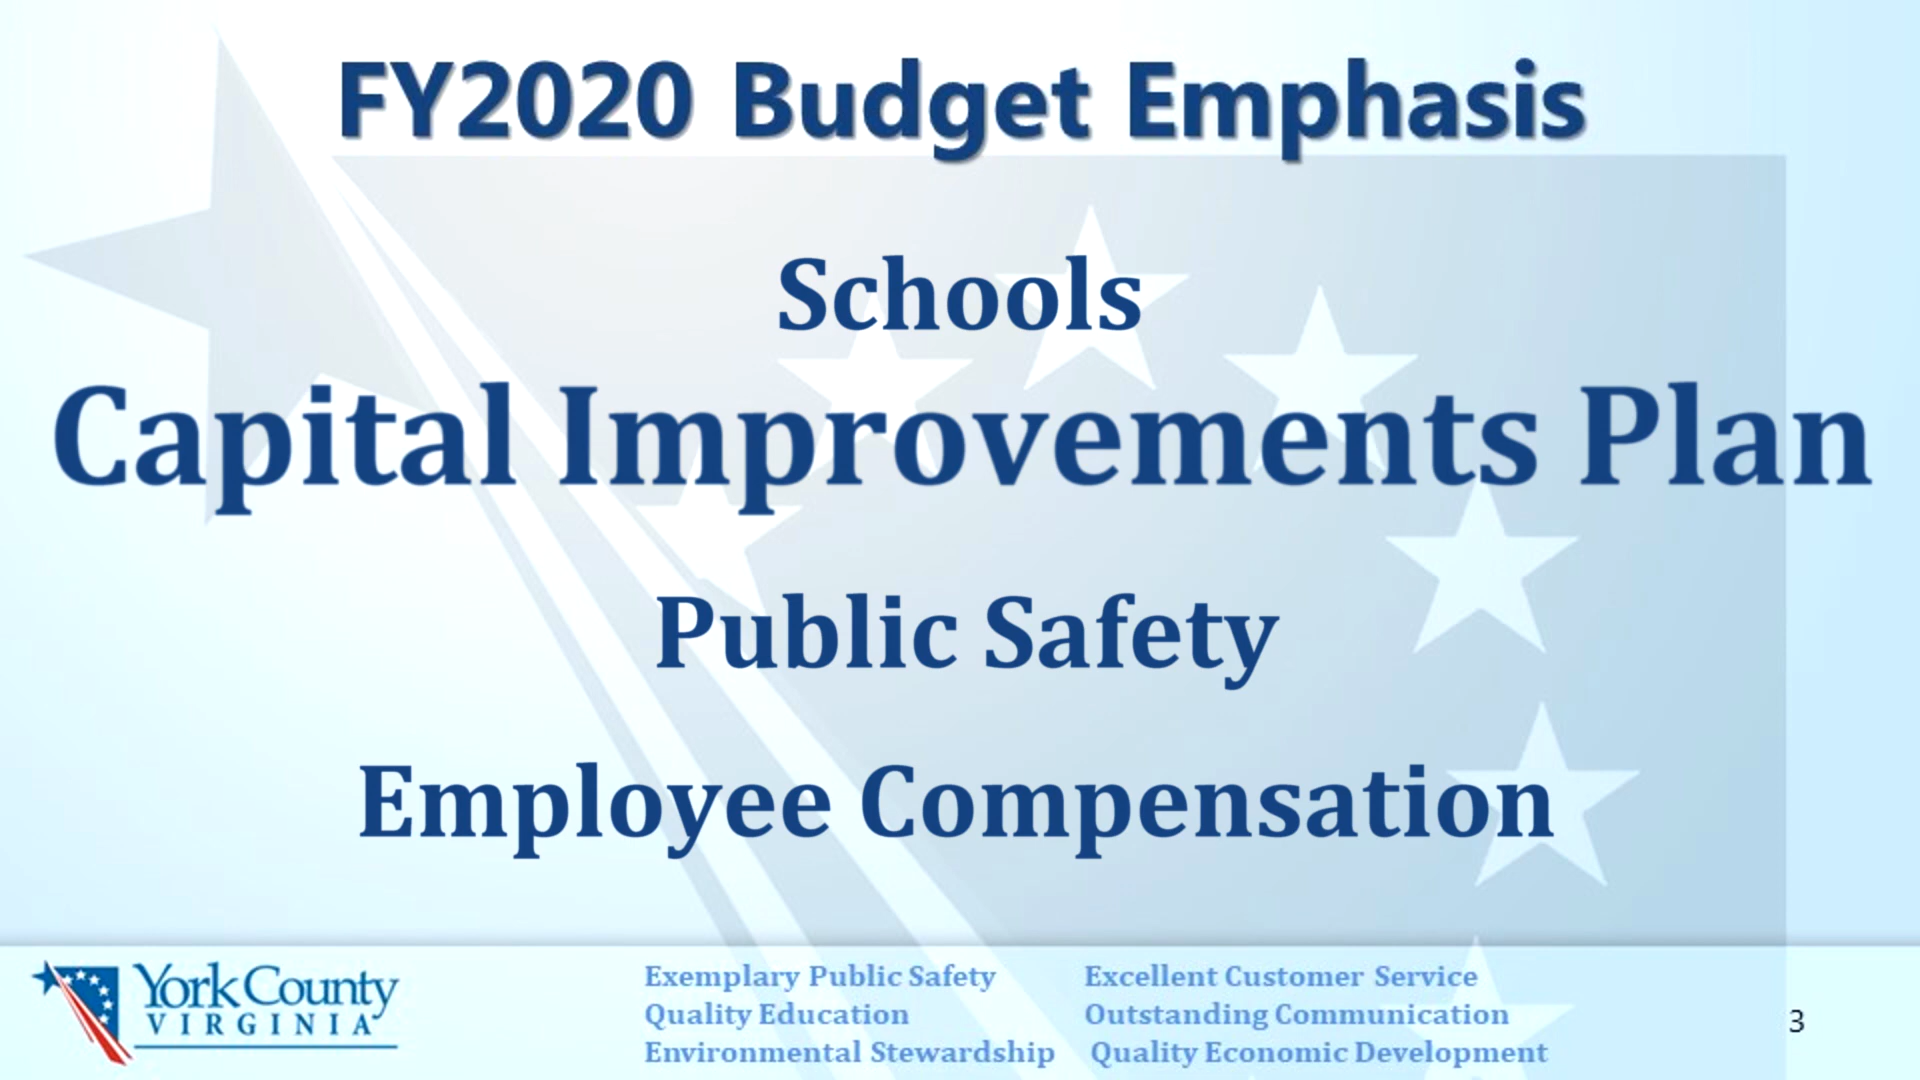 FY2020 Budget Emphasis
Schools
Capital Improvements Plan
Public Safety
Employee Compensation
York County
VIRGINIA
Exemplary Public Safety
Quality Education
Environmental Stewardship
Excellent Customer Service
Outstanding Communication
Quality Economic Development
3